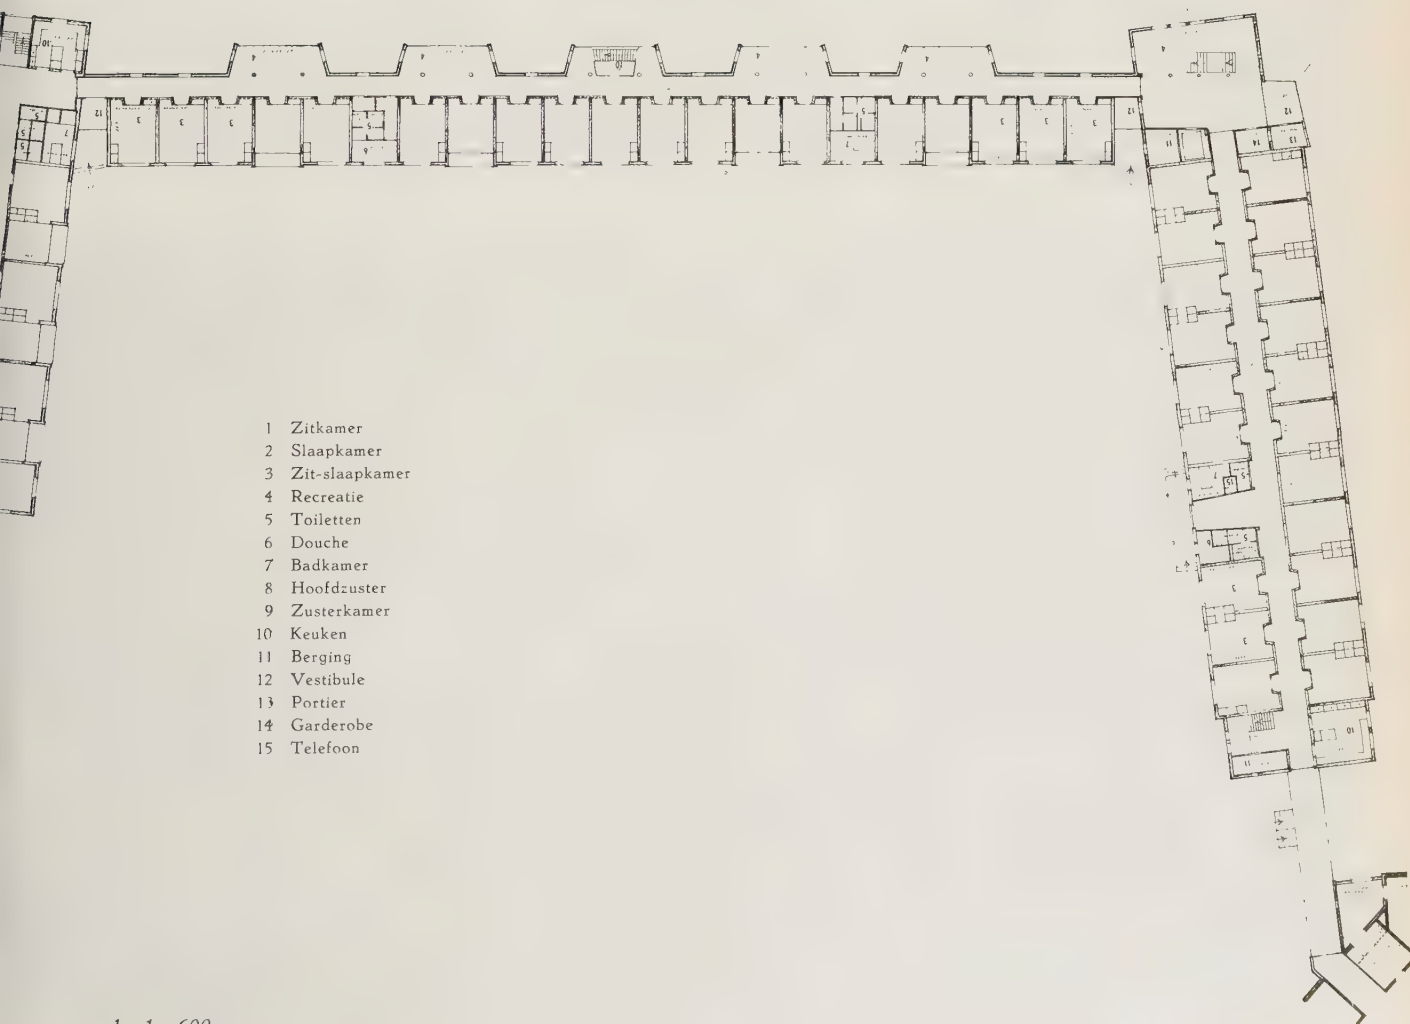 1 Zitkamer
2 Slaapkamer
3 Zit-slaapkamer
4 Recreatie
5 Toiletten
6 Douche
7 Badkamer
8 Hoofdzuster
9 Zusterkamer
10 Keuken
11 Berging
12 Vestibule
13 Portier
14 Garderobe
15 Telefoon